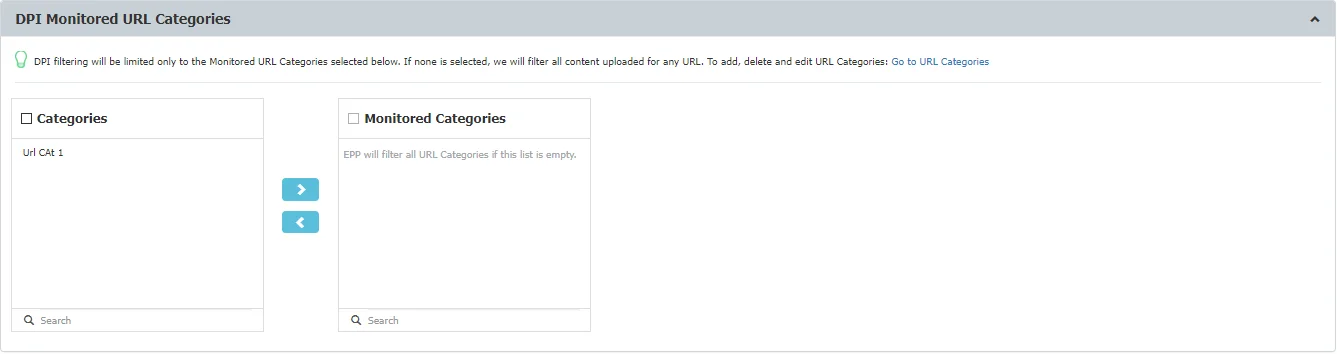 DPI Monitored URL Categories
DPI filtering will be limited only to the Monitored URL Categories selected below. If none is selected, we will filter all content uploaded for any URL. To add, delete and edit URL Categories: Go to URL Categories
Categories
Url CAt 1
Search
Monitored Categories
EPP will filter all URL Categories if this list is empty.
Search